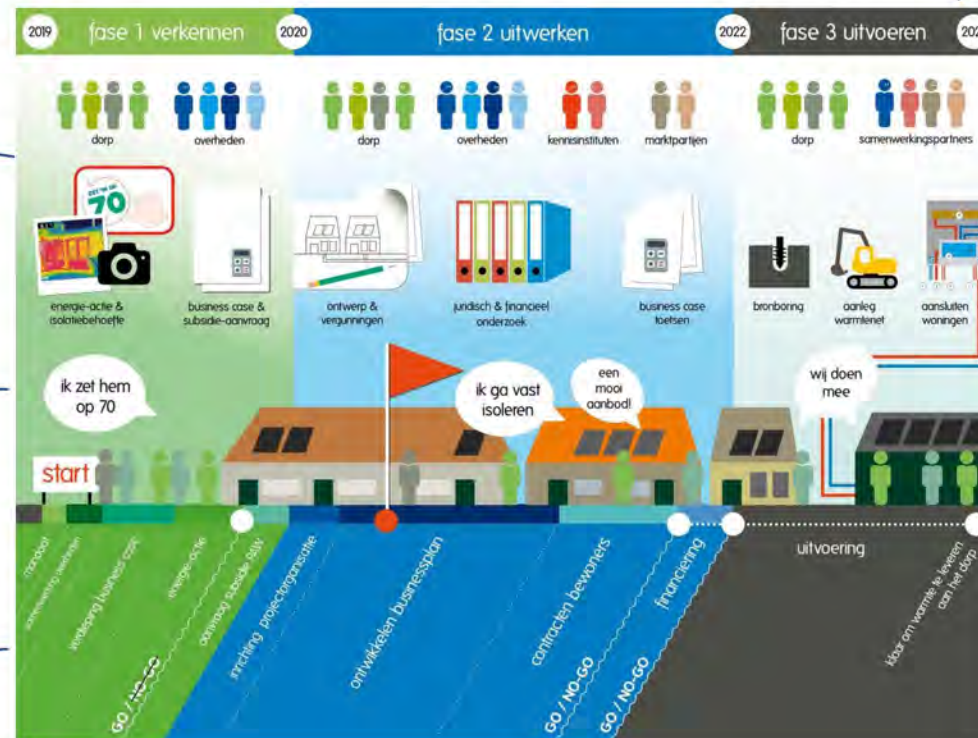 2019
fase 1 verkennen
2020
fase 2 uitwerken
2022
fase 3 uitvoeren
dorp
overheden
dorp
overheden
kennisinstituten
marktpartijen
dorp
samenwerkingspartners
ZET 'M OP
70
energie-actie &
isolatiebehoefte
business case &
subsidie-aanvraag
ontwerp &
vergunningen
juridisch & financieel
onderzoek
business case
toetsen
bronboring
aanleg
warmtenet
aansluiten
woningen
ik zet hem
op 70
ik ga vast
isoleren
een
mooi
aanbod!
wij doen
mee
start
mandaat
samenwerking overheden
verdieping business case
energie-actie
GO / NO-GO
aanvraag subsidie PAW
inrichting projectorganisatie
ontwikkelen businessplan
contracten bewoners
GO / NO-GO
financiering
GO / NO-GO
uitvoering
klaar om warmte te leveren
aan het dorp